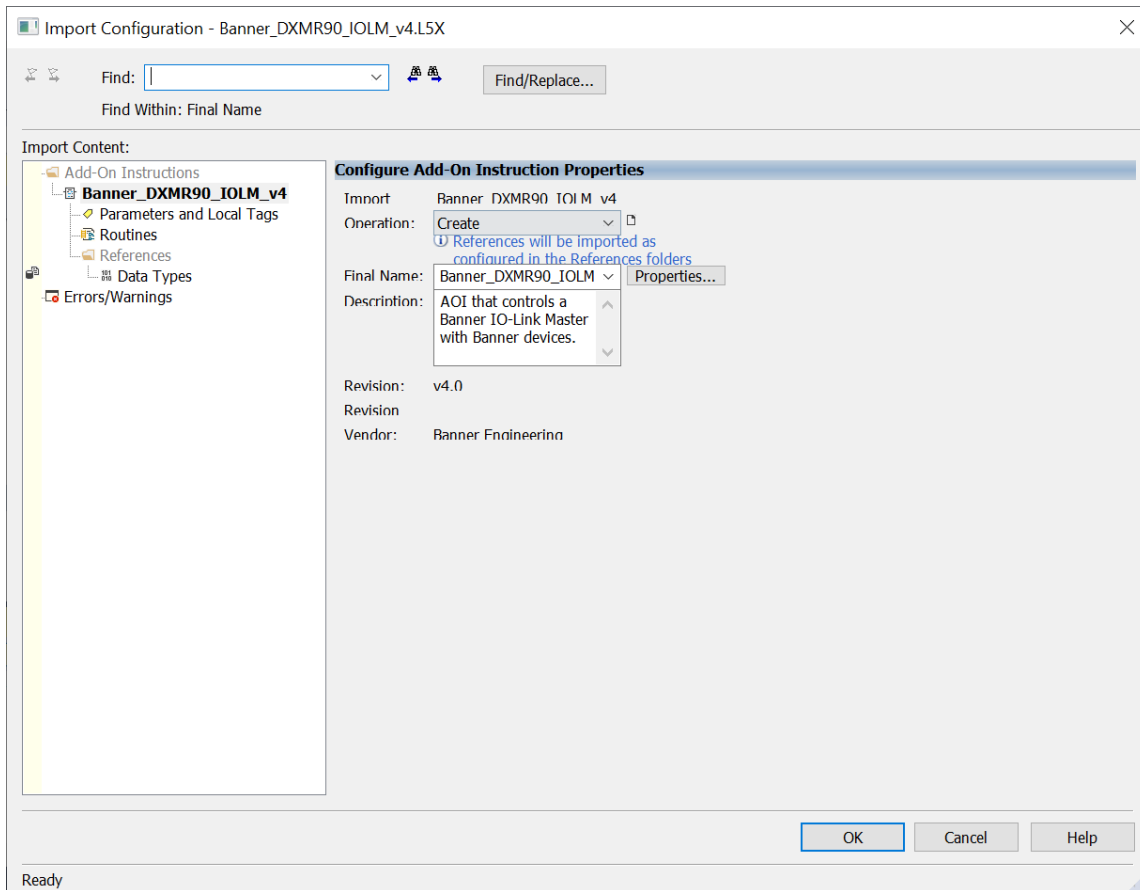 Import Configuration - Banner_DXMR90_IOLM_v4.L5X
Find:
Find/Replace...
Find Within: Final Name
Import Content:
Add-On Instructions
Banner_DXMR90_IOLM_v4
Parameters and Local Tags
Routines
References
Data Types
Errors/Warnings
Configure Add-On Instruction Properties
Import Banner_DXMR90_IOLM_v4
Operation: Create
References will be imported as
configured in the References folders
Final Name: Banner_DXMR90_IOLM Properties...
Description: AOI that controls a
Banner IO-Link Master
with Banner devices.
Revision: v4.0
Revision
Vendor: Banner Engineering
OK Cancel Help
Ready